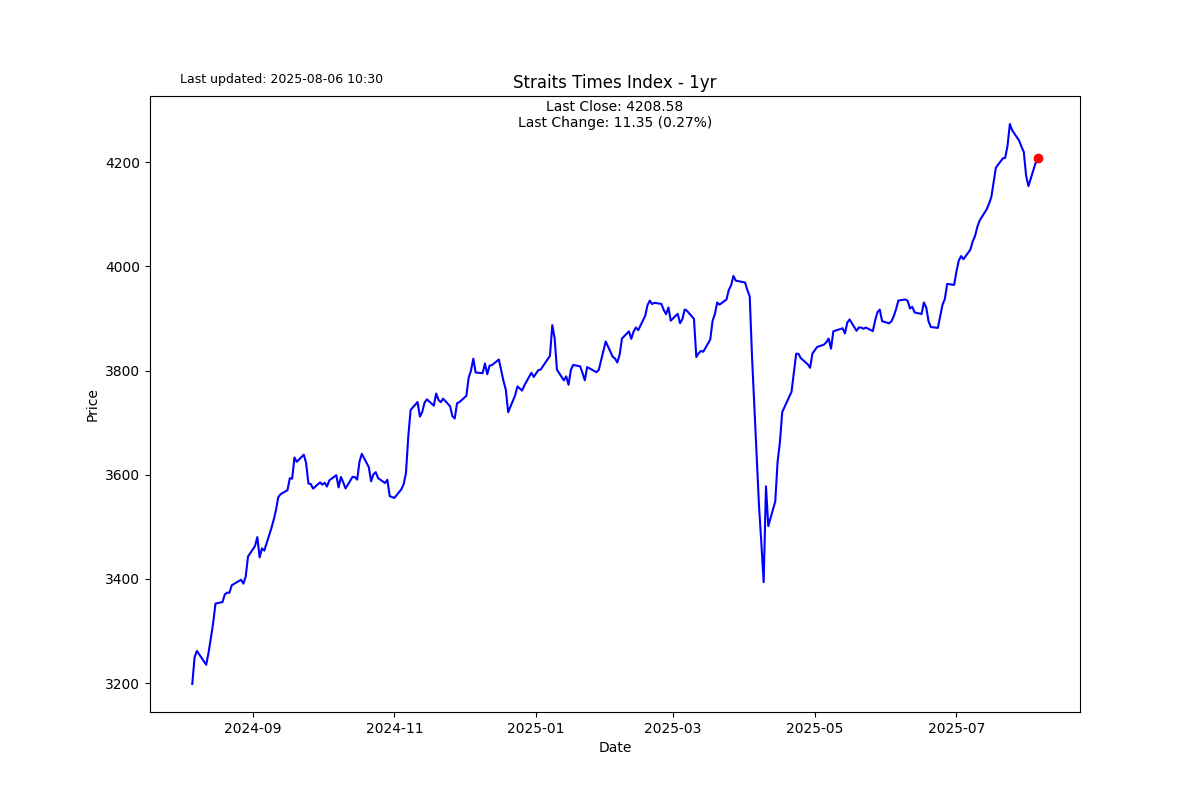 Last updated: 2025-08-06 10:30
Straits Times Index - 1yr
Last Close: 4208.58
Last Change: 11.35 (0.27%)
4200
4000
3800
3600
3400
3200
Price
2024-09
2024-11
2025-01
2025-03
2025-05
2025-07
Date